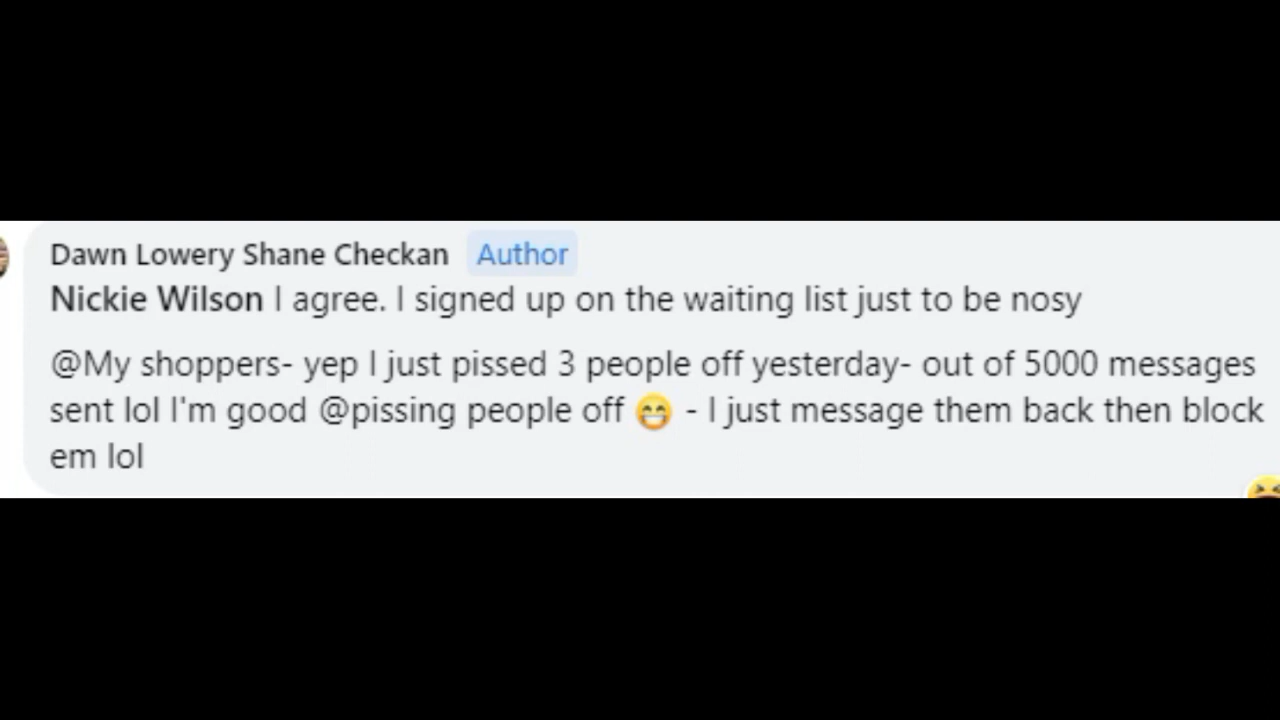 Dawn Lowery Shane Checkan Author
Nickie Wilson I agree. I signed up on the waiting list just to be nosy
@My shoppers- yep I just pissed 3 people off yesterday- out of 5000 messages
sent lol I'm good @pissing people off 😁 - I just message them back then block
em lol